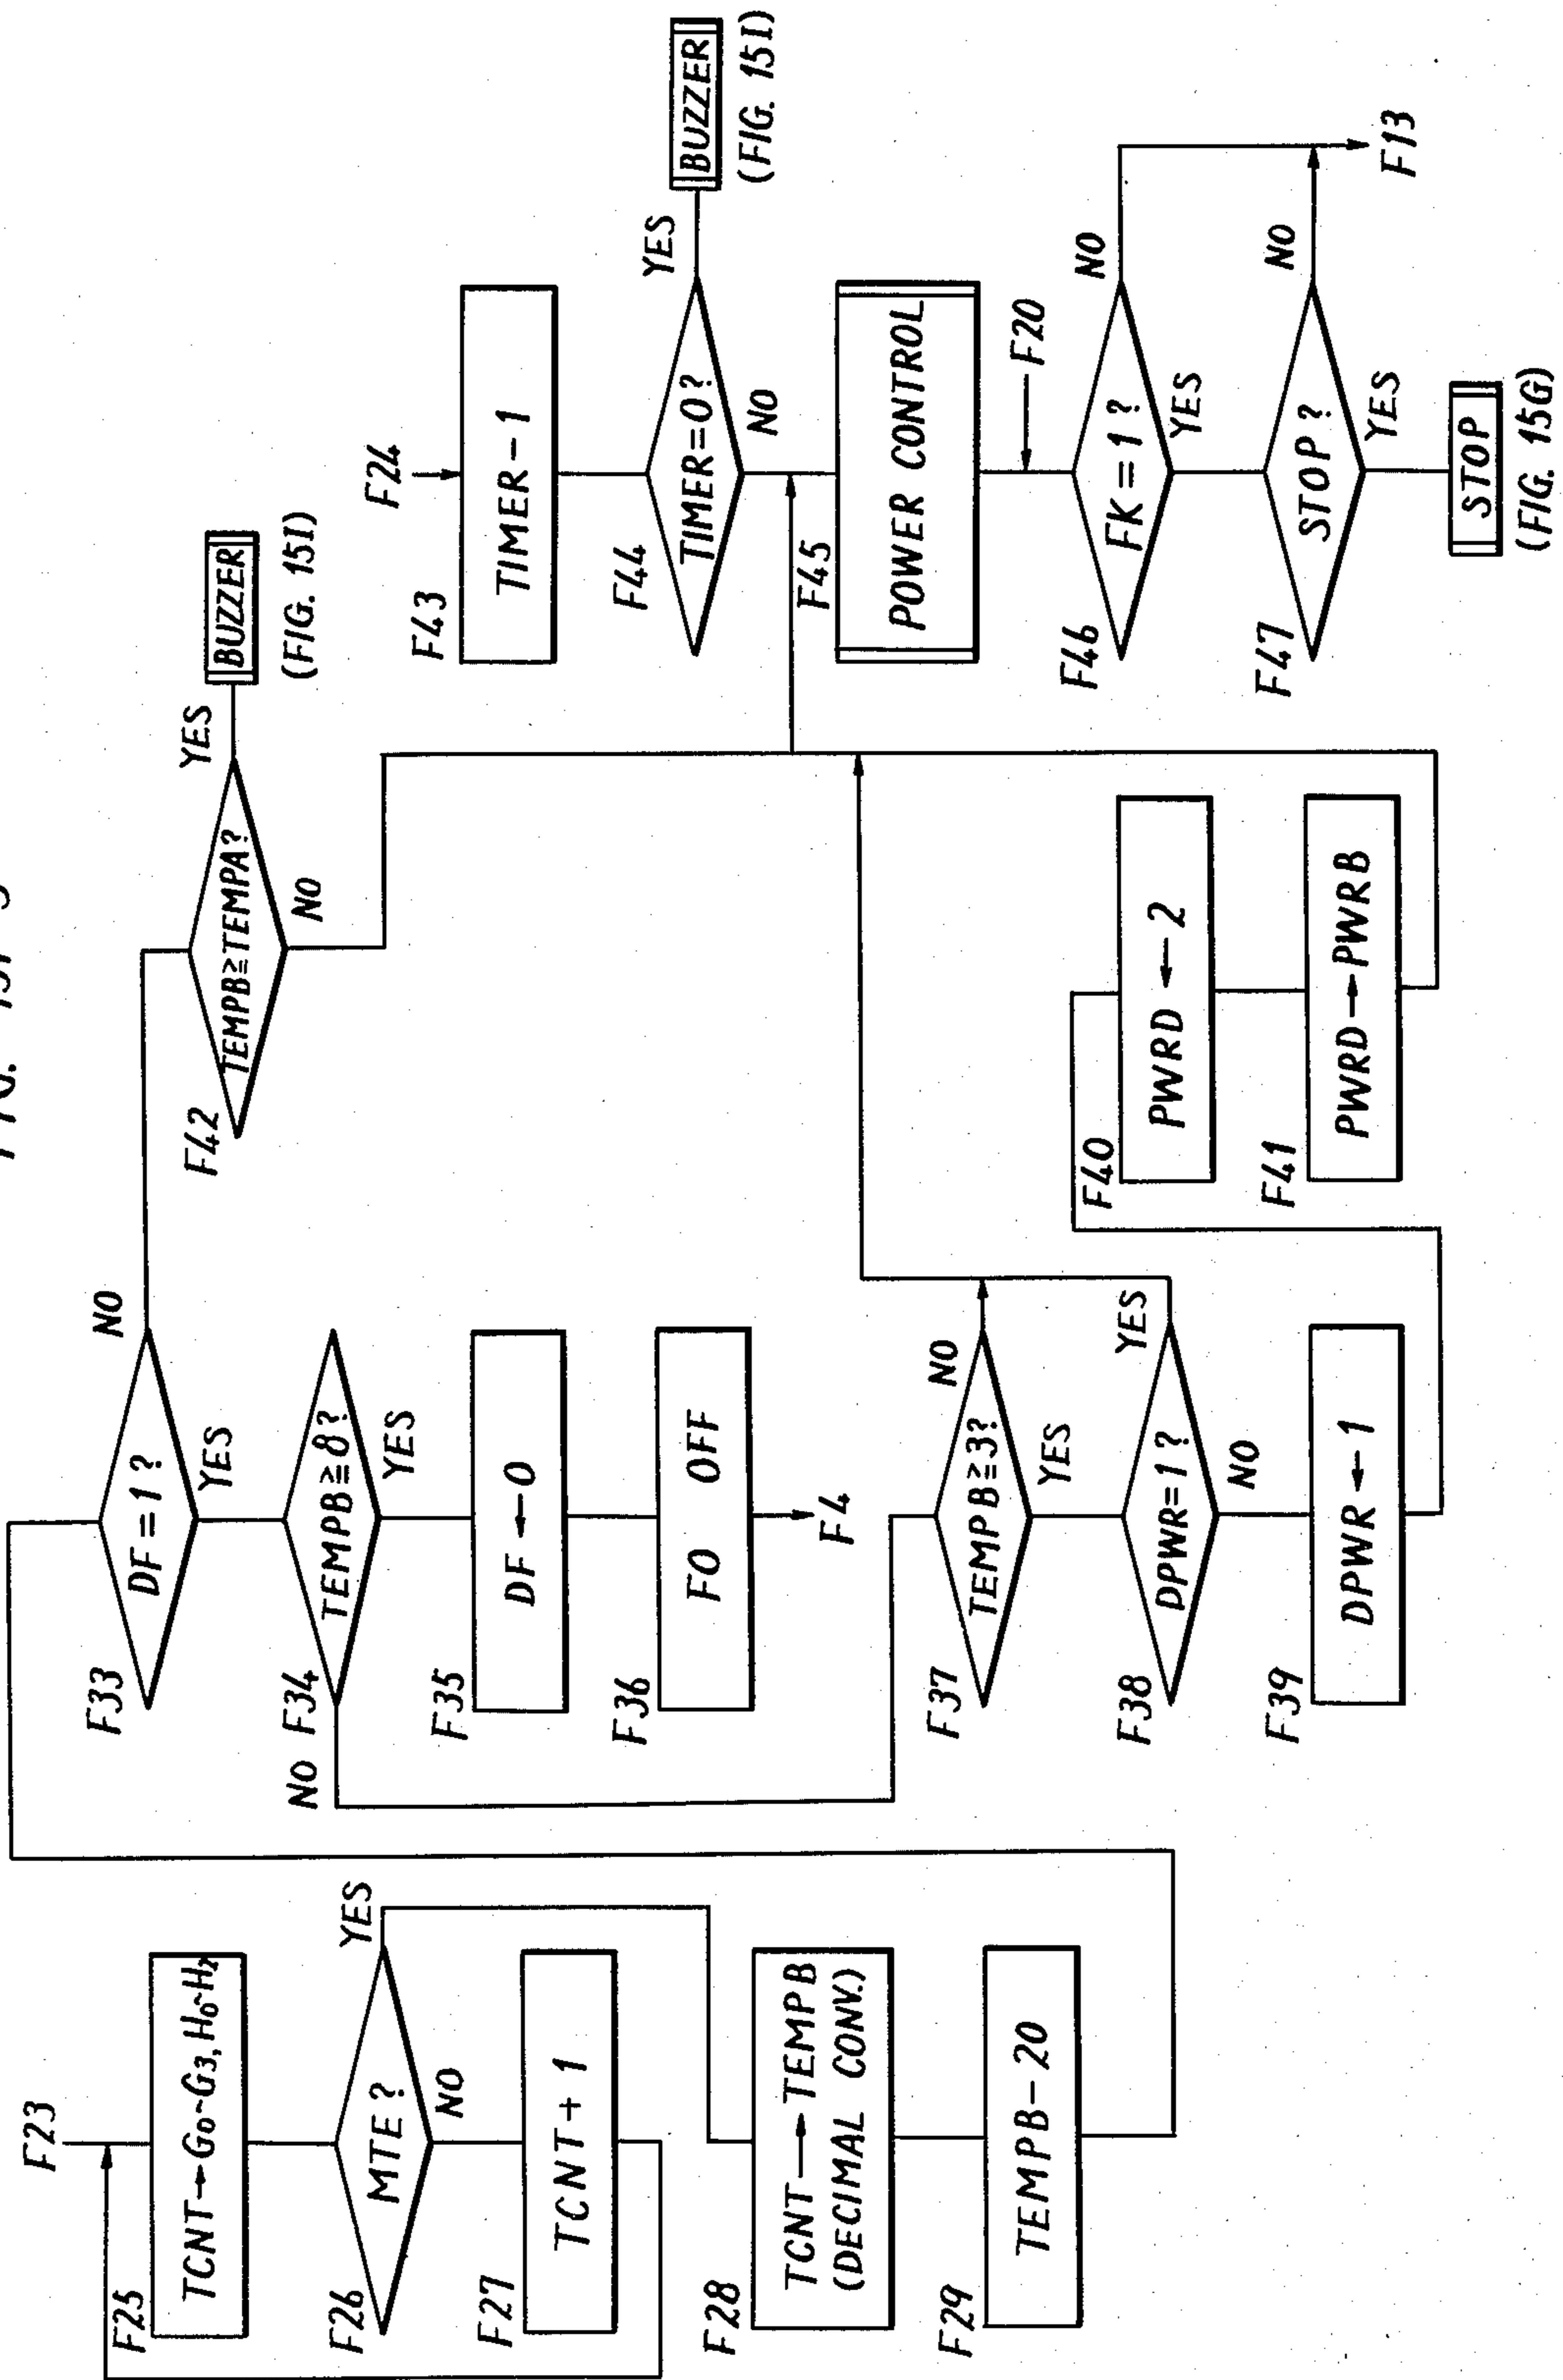 F23
F25
TCNT→G0~G3, H0~H2
F26
MTE?
YES
NO
F27
TCNT+1
F28
TCNT→TEMPB
(DECIMAL CONV.)
F29
TEMPB-20
F33
DF=1?
NO
YES
NO F34
TEMPB≧8?
YES
F35
DF←0
F36
FO OFF
F4
F37
TEMPB≧3?
NO
YES
F38
DPWR=1?
YES
NO
F39
DPWR←1
F42
TEMPB≧TEMPA?
YES
BUZZER
(FIG. 15I)
NO
F40
PWRD←2
F41
PWRD→PWRB
F24
F43
TIMER-1
F44
TIMER=0?
YES
BUZZER
(FIG. 15I)
NO
F45
POWER CONTROL
F20
F46
FK=1?
NO
YES
F47
STOP?
NO
F13
YES
STOP
(FIG. 15G)